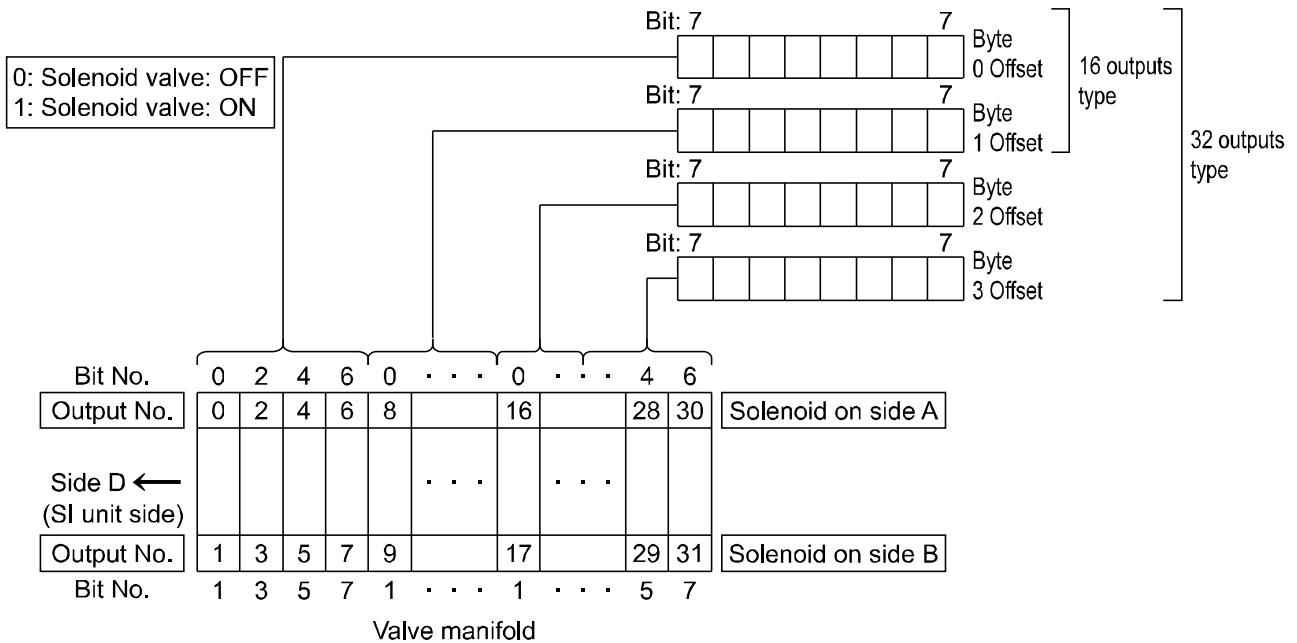 0: Solenoid valve: OFF
1: Solenoid valve: ON
Bit: 7 7
Byte
0 Offset
Bit: 7 7
Byte
1 Offset
Bit: 7 7
Byte
2 Offset
Bit: 7 7
Byte
3 Offset
16 outputs
type
32 outputs
type
Bit No. 0 2 4 6 0 · · · 0 · · · 4 6
Output No. 0 2 4 6 8 16 28 30 Solenoid on side A
Side D ←
(SI unit side)
· · · · · ·
Output No. 1 3 5 7 9 17 29 31 Solenoid on side B
Bit No. 1 3 5 7 1 · · · 1 · · · 5 7
Valve manifold